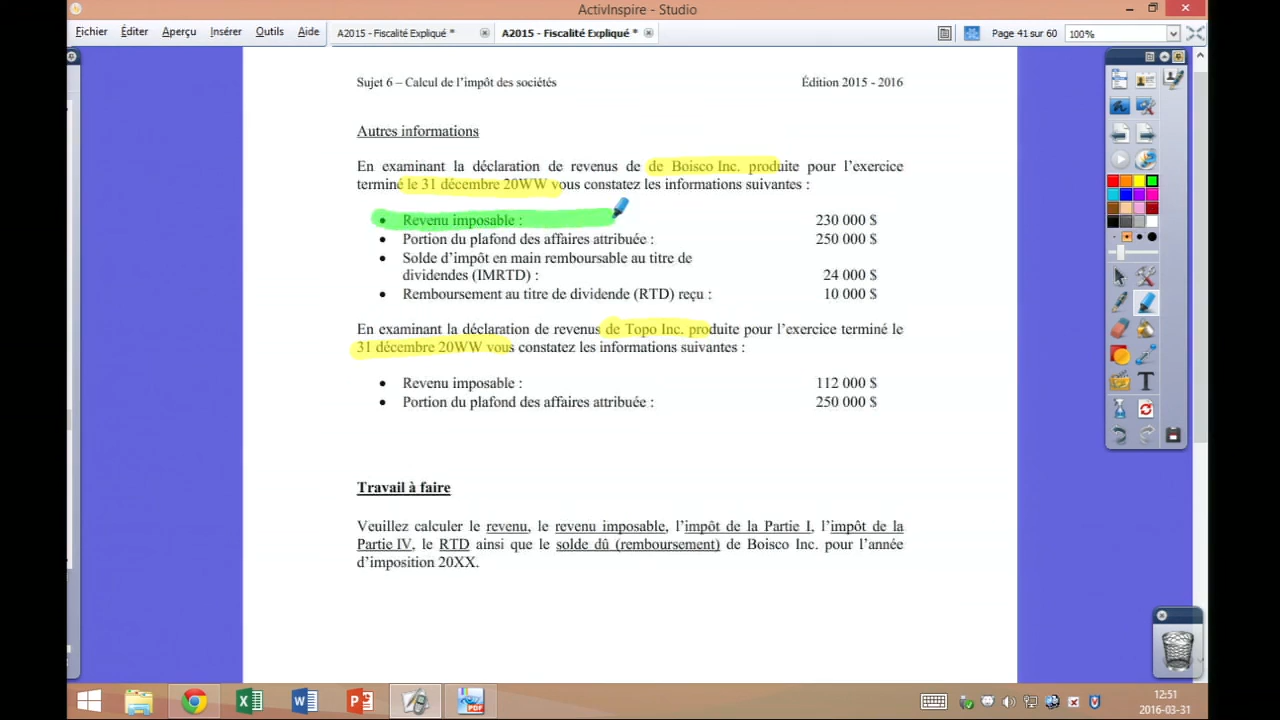 ActivInspire - Studio
Fichier Éditer Aperçu Insérer Outils Aide
A2015 - Fiscalité Expliqué *
A2015 - Fiscalité Expliqué *
Page 41 sur 60
100%
Sujet 6 – Calcul de l’impôt des sociétés Édition 2015 - 2016
Autres informations
En examinant la déclaration de revenus de de Boisco Inc. produite pour l’exercice
terminé le 31 décembre 20WW vous constatez les informations suivantes :
• Revenu imposable : 230 000 $
• Portion du plafond des affaires attribuée : 250 000 $
• Solde d’impôt en main remboursable au titre de
dividendes (IMRTD) : 24 000 $
• Remboursement au titre de dividende (RTD) reçu : 10 000 $
En examinant la déclaration de revenus de Topo Inc. produite pour l’exercice terminé le
31 décembre 20WW vous constatez les informations suivantes :
• Revenu imposable : 112 000 $
• Portion du plafond des affaires attribuée : 250 000 $
Travail à faire
Veuillez calculer le revenu, le revenu imposable, l’impôt de la Partie I, l’impôt de la
Partie IV, le RTD ainsi que le solde dû (remboursement) de Boisco Inc. pour l’année
d’imposition 20XX.
12:51
2016-03-31